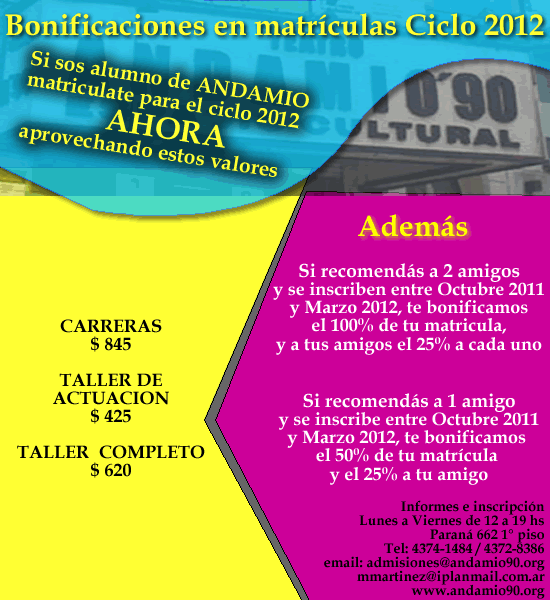 Bonificaciones en matrículas Ciclo 2012
Si sos alumno de ANDAMIO
matriculate para el ciclo 2012
AHORA
aprovechando estos valores
TEATRO
ANDAMIO'90
CULTURAL
CARRERAS
$ 845
TALLER DE
ACTUACION
$ 425
TALLER COMPLETO
$ 620
Además
Si recomendás a 2 amigos
y se inscriben entre Octubre 2011
y Marzo 2012, te bonificamos
el 100% de tu matricula,
y a tus amigos el 25% a cada uno
Si recomendás a 1 amigo
y se inscribe entre Octubre 2011
y Marzo 2012, te bonificamos
el 50% de tu matrícula
y el 25% a tu amigo
Informes e inscripción
Lunes a Viernes de 12 a 19 hs
Paraná 662 1° piso
Tel: 4374-1484 / 4372-8386
email: admisiones@andamio90.org
mmartinez@iplanmail.com.ar
www.andamio90.org